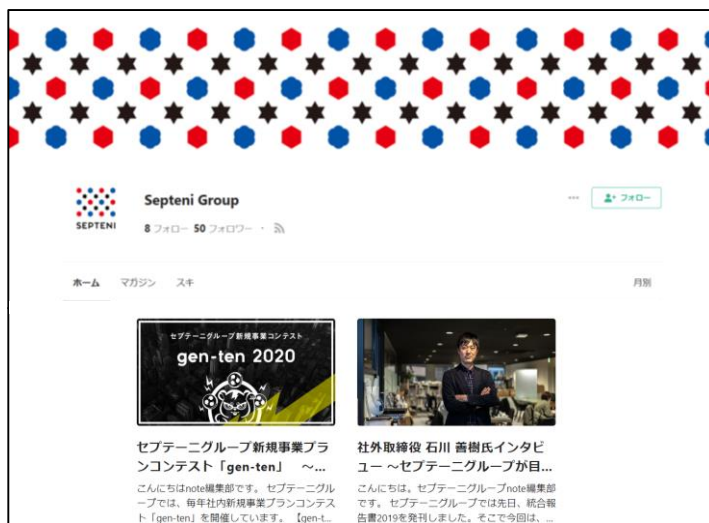 SEPTENI
Septeni Group
8 フォロー 50 フォロワー
フォロー
ホーム マガジン スキ
月別
セプテーニグループ新規事業コンテスト
gen-ten 2020
セプテーニグループ新規事業プラ
ンコンテスト「gen-ten」 ～...
こんにちはnote編集部です。 セプテーニグル
ープでは、毎年社内新規事業プランコンテス
ト「gen-ten」を開催しています。 【gen-t...
社外取締役 石川 善樹氏インタビ
ュー ～セプテーニグループが目...
こんにちは。セプテーニグループnote編集部
です。 セプテーニグループでは先日、統合報
告書2019を発刊しました。そこで今回は、...